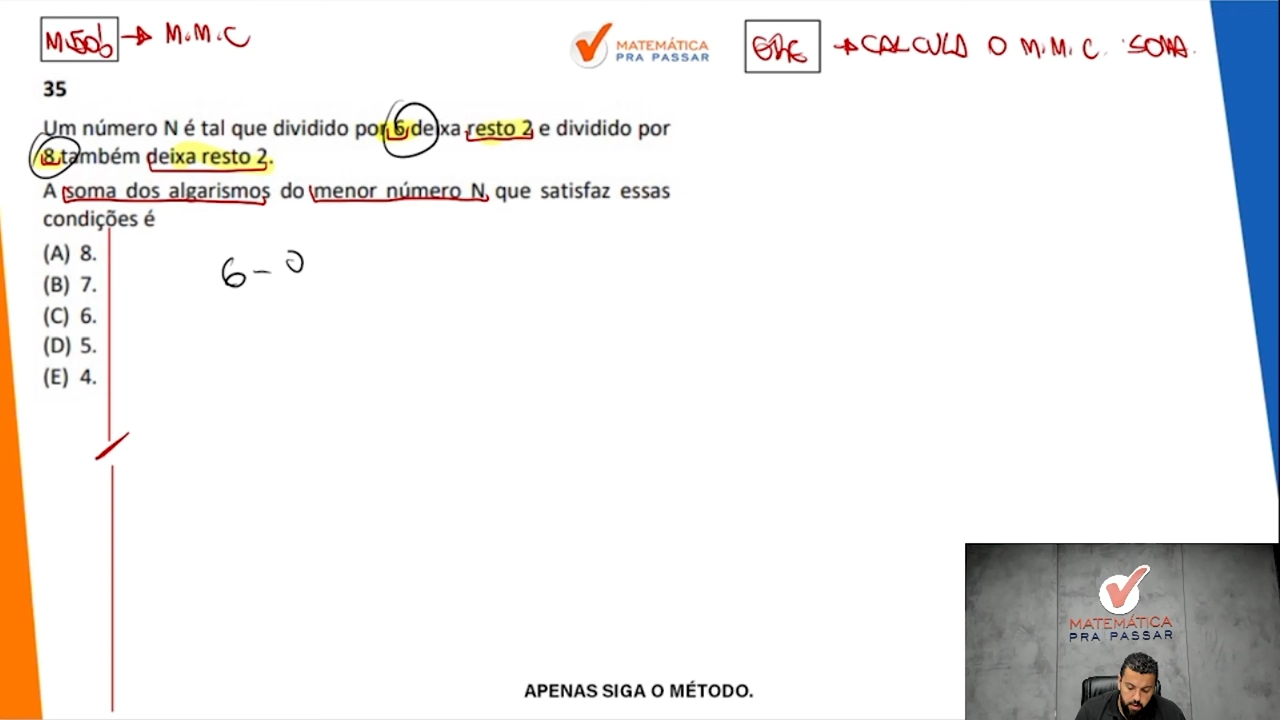 → M.M.C
MATEMÁTICA
PRA PASSAR
→ CALCULA O M.M.C. SOMA.
35
Um número N é tal que dividido por 6 deixa resto 2 e dividido por
8 também deixa resto 2.
A soma dos algarismos do menor número N, que satisfaz essas
condições é
(A) 8.
(B) 7.
(C) 6.
(D) 5.
(E) 4.
6 -
MATEMÁTICA
PRA PASSAR
APENAS SIGA O MÉTODO.